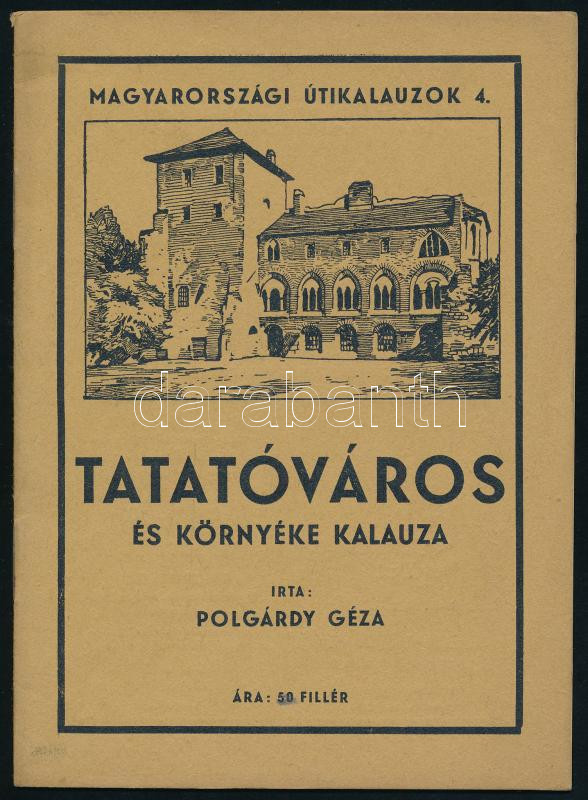 MAGYARORSZÁGI ÚTIKALAUZOK 4.
darabanth
TATATÓVÁROS
ÉS KÖRNYÉKE KALAUZA
IRTA:
POLGÁRDY GÉZA
ÁRA: 50 FILLÉR